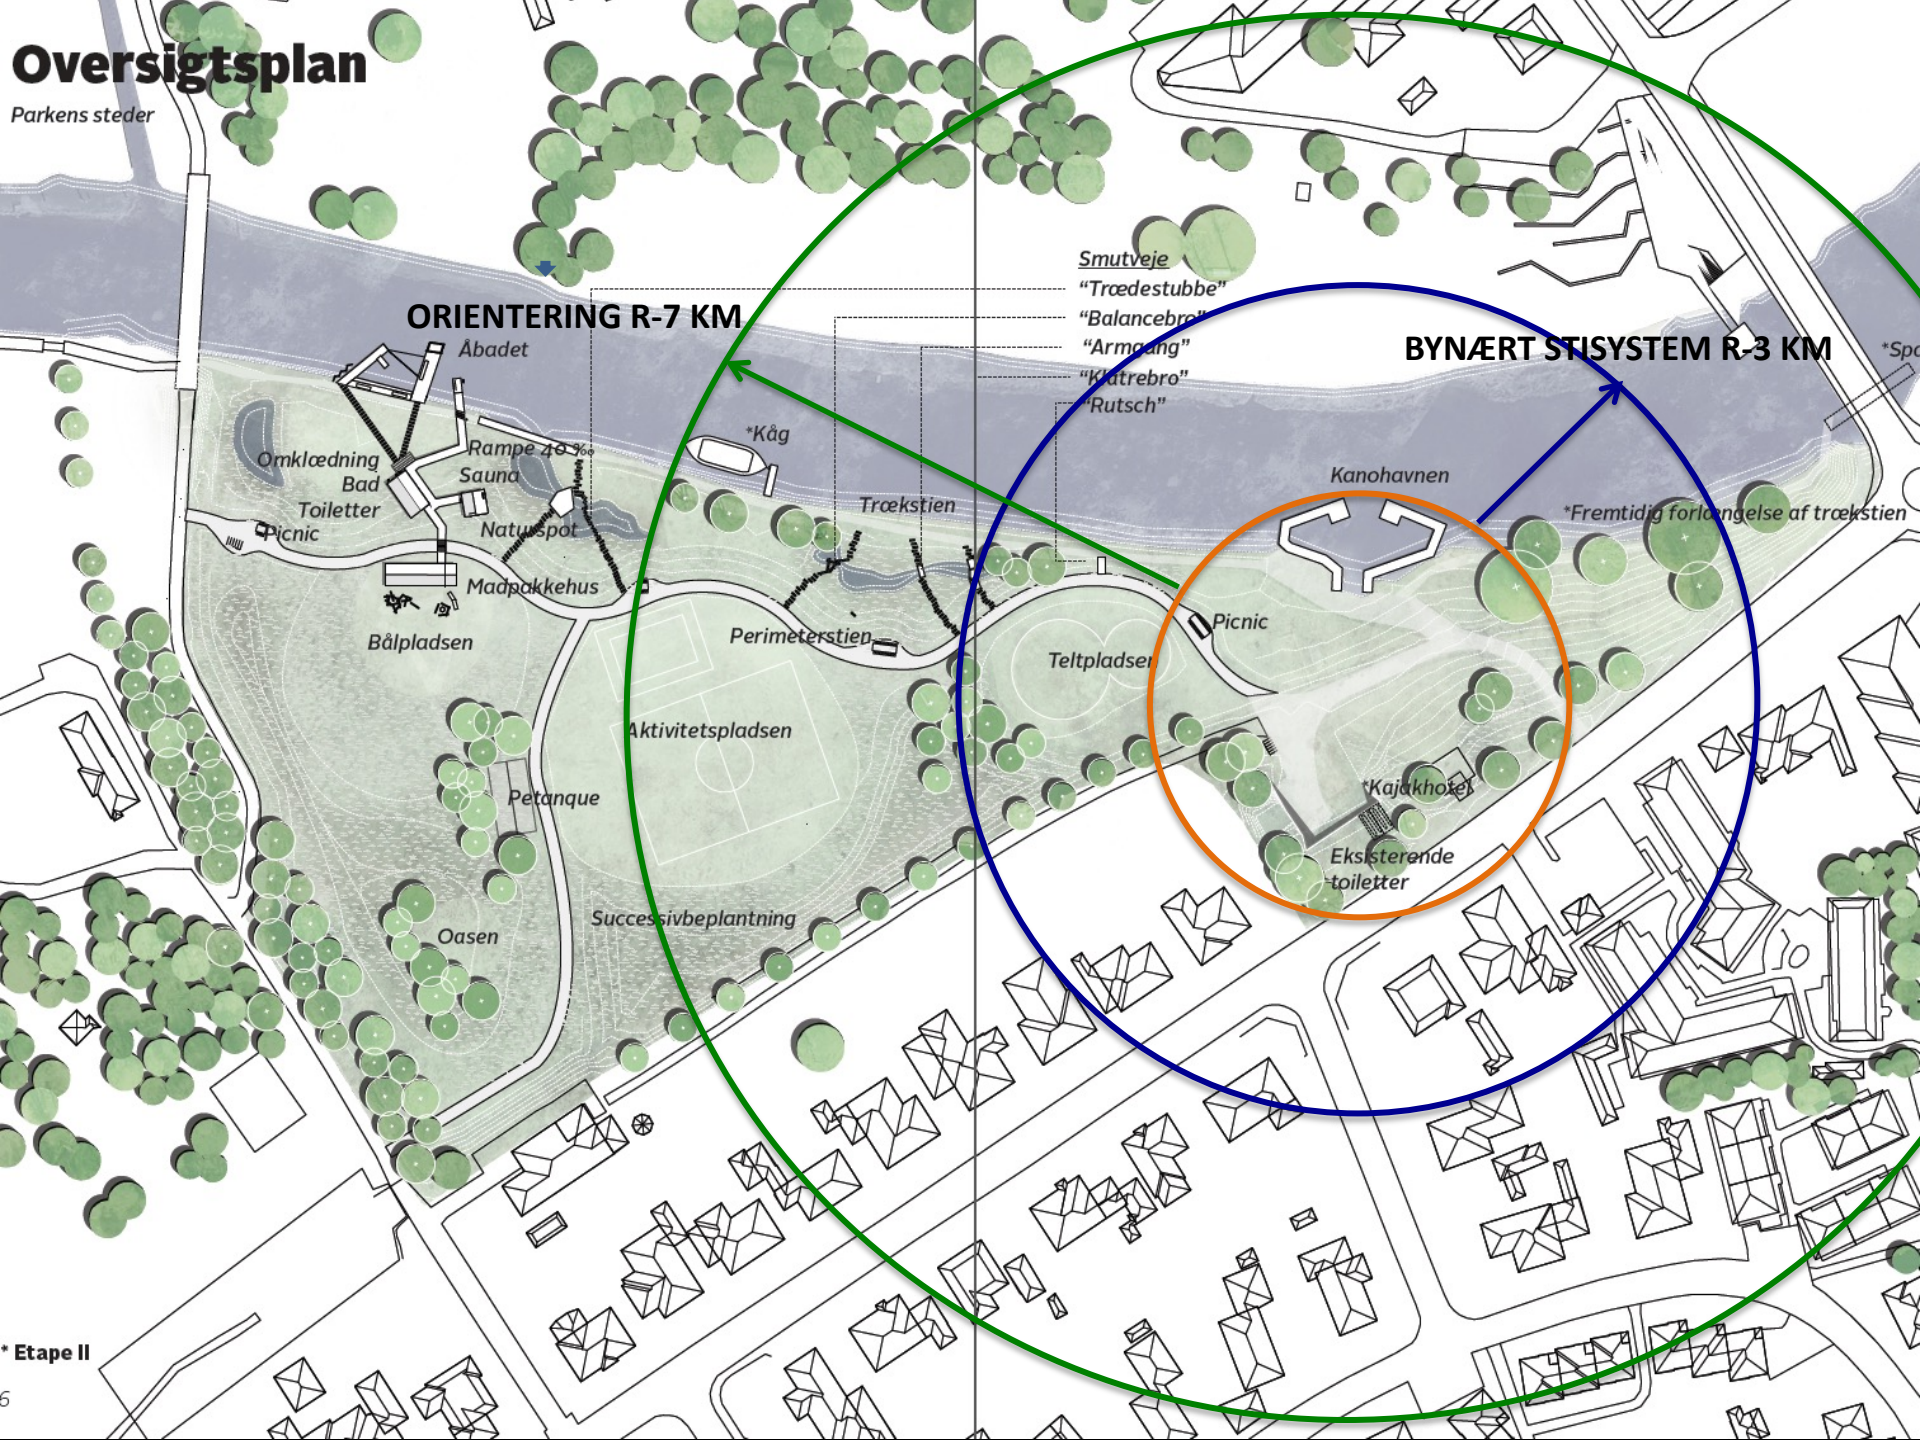 Oversigtsplan
Parkens steder
Smutveje
“Trædestubbe”
“Balancebro”
“Armgang”
“Klatrebro”
“Rutsch”
ORIENTERING R-7 KM
BYNÆRT STISYSTEM R-3 KM
Åbadet
*Kåg
Omklædning
Bad
Toiletter
Rampe 40 ‰
Sauna
Naturspot
Picnic
Trækstien
Kanohavnen
*Fremtidig forlængelse af trækstien
Madpakkehus
Bålpladsen
Perimeterstien
Teltpladsen
Picnic
Aktivitetspladsen
Petanque
*Kajakhotel
Eksisterende
toiletter
Successivbeplantning
Oasen
* Etape II
6